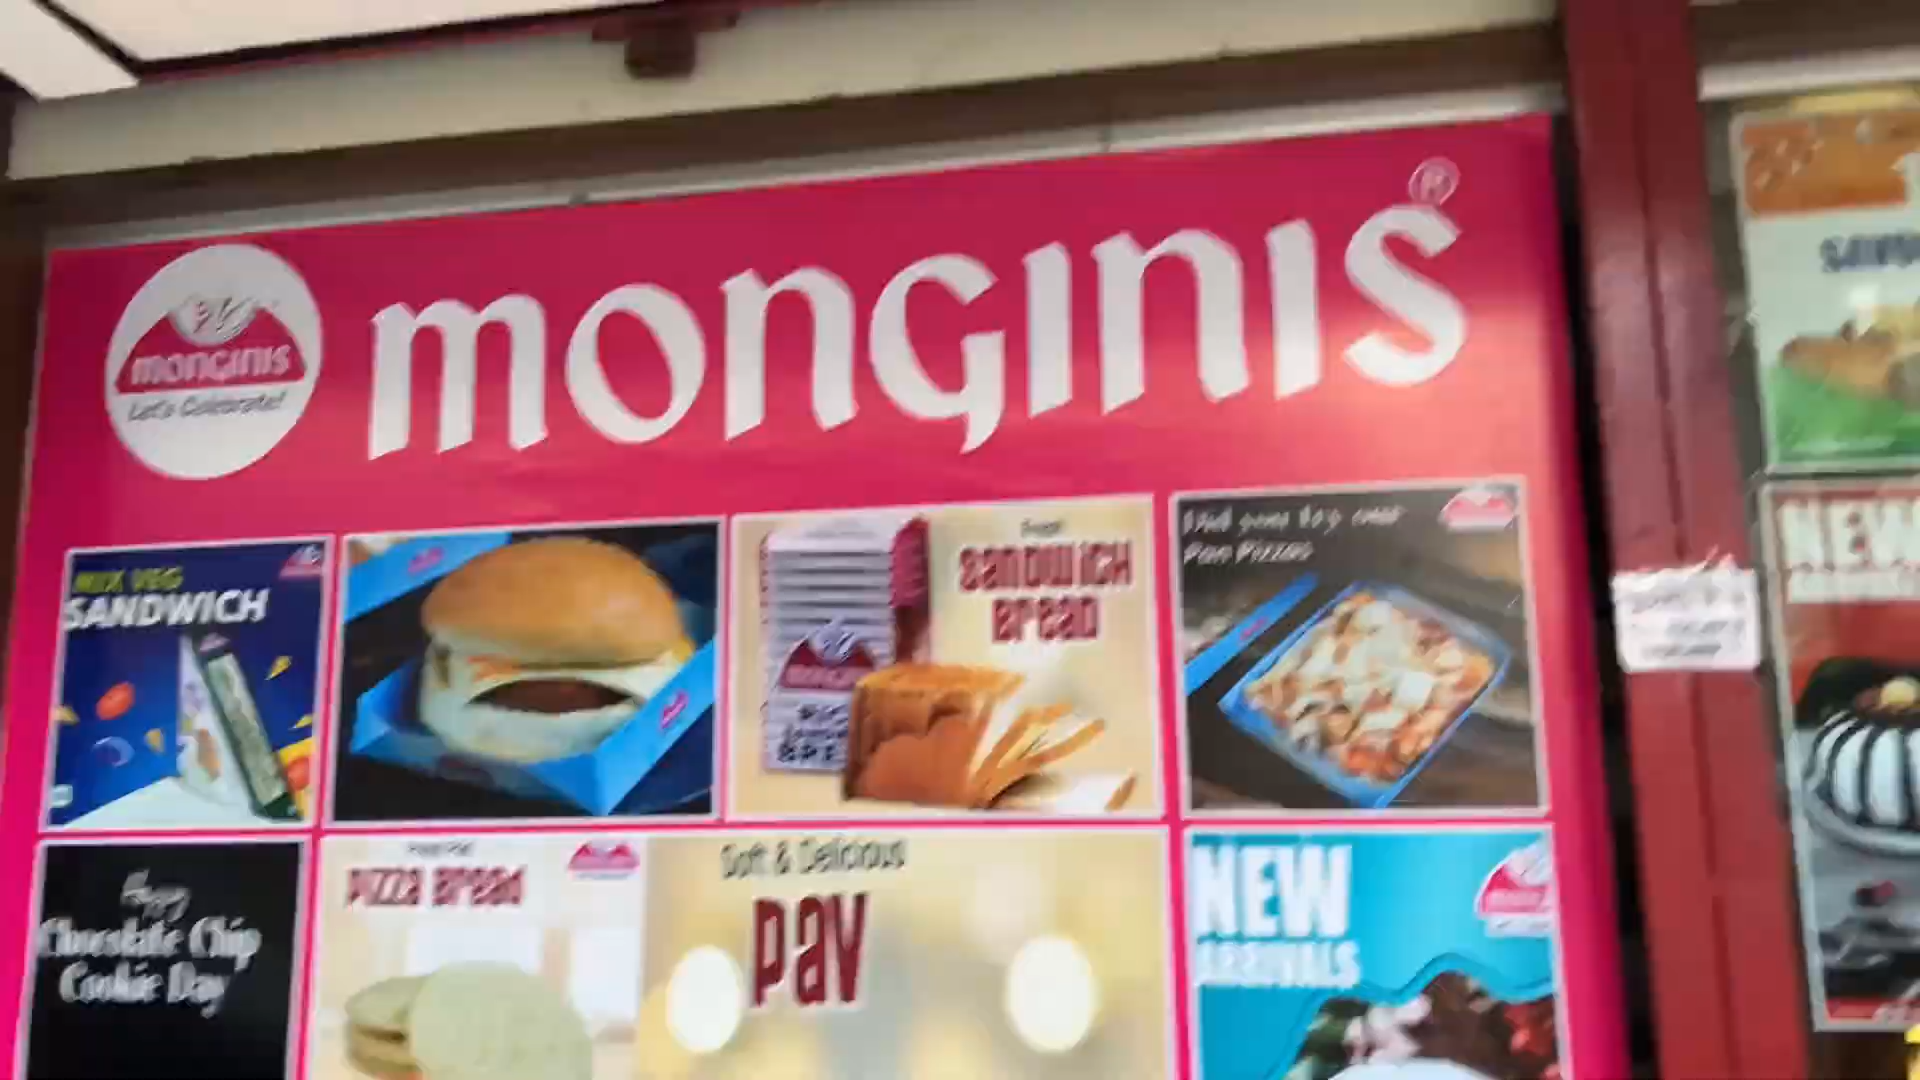 monginis
Let's Celebrate!
MONGINIS
®
MIX VEG
SANDWICH
SANDWICH
BREAD
Pan Pizzas
Happy
Chocolate Chip
Cookie Day
PIZZA BREAD
Soft & Delicious
PAV
NEW
ARRIVALS
NEW